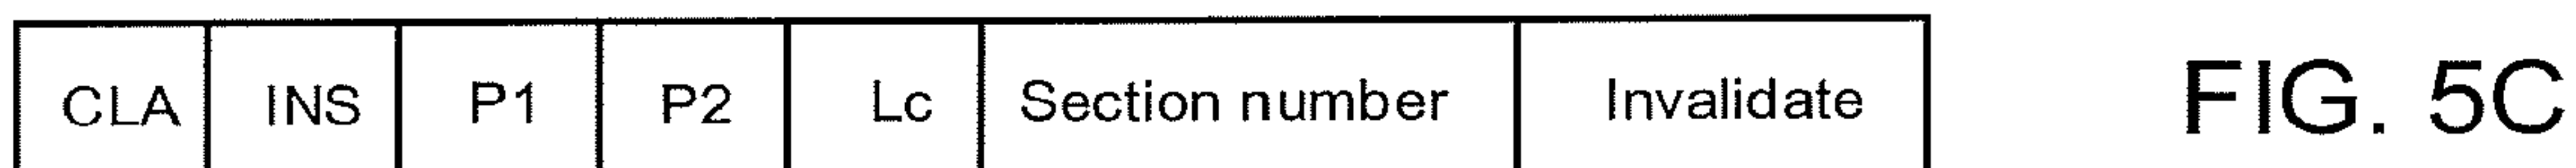 CLA INS P1 P2 Lc Section number Invalidate FIG. 5C